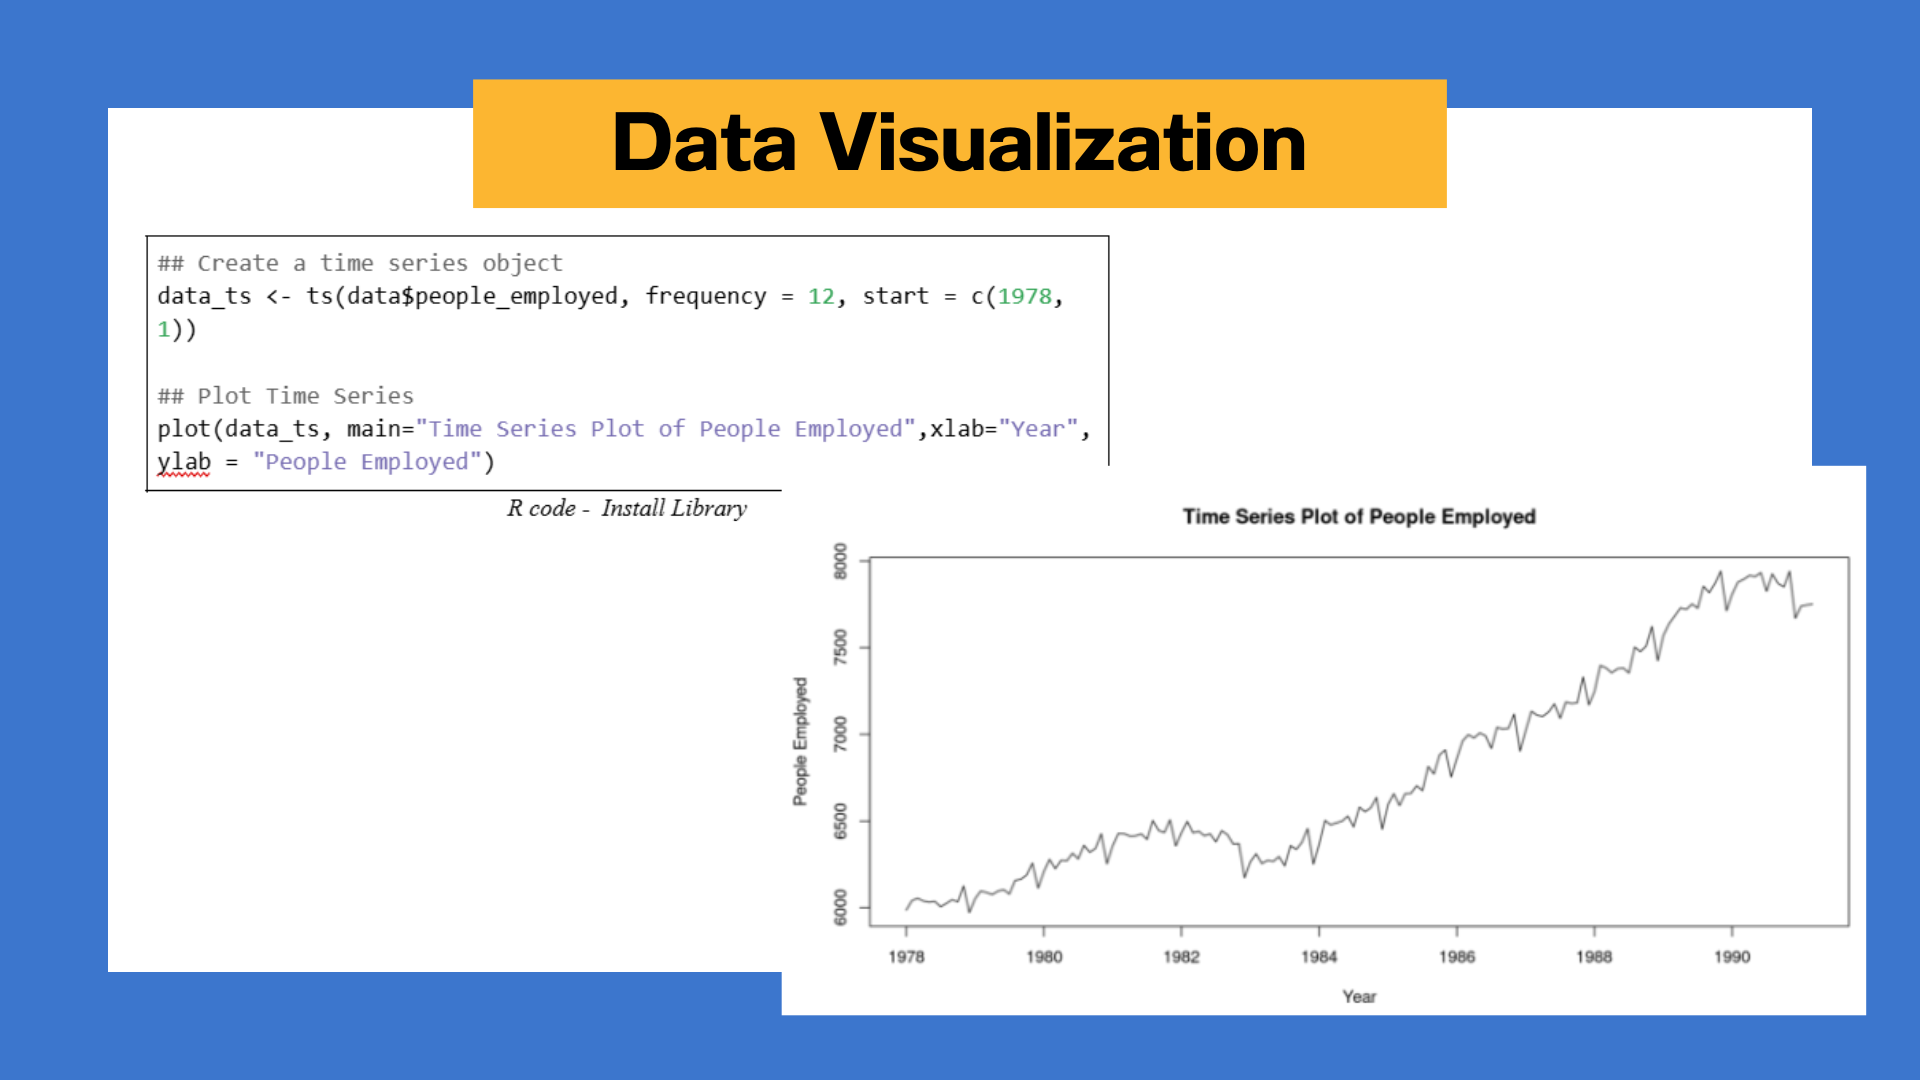 Data Visualization
## Create a time series object
data_ts <- ts(data$people_employed, frequency = 12, start = c(1978,
1))
## Plot Time Series
plot(data_ts, main="Time Series Plot of People Employed",xlab="Year",
ylab = "People Employed")
R code - Install Library
Time Series Plot of People Employed
People Employed
8000
7500
7000
6500
6000
1978 1980 1982 1984 1986 1988 1990
Year